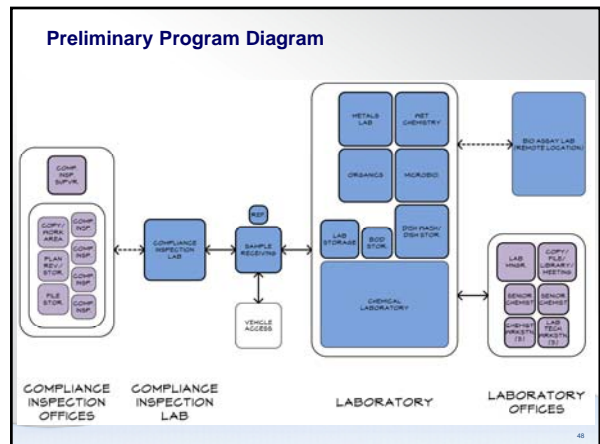 Preliminary Program Diagram
COMP.
INSP.
SUPVR.
COPY/
WORK
AREA
COMP.
INSP.
PLAN
REV./
STOR.
COMP.
INSP.
COMP.
INSP.
FILE
STOR.
COMP.
INSP.
COMPLIANCE
INSPECTION
LAB
REF.
SAMPLE
RECEIVING
VEHICLE
ACCESS
METALS
LAB
WET
CHEMISTRY
ORGANICS
MICROBIO.
LAB
STORAGE
BOD
STOR.
DISH WASH/
DISH STOR.
CHEMICAL
LABORATORY
BIO ASSAY LAB
(REMOTE LOCATION)
LAB
MNGR.
COPY/
FILE/
LIBRARY/
MEETING
SENIOR
CHEMIST
SENIOR
CHEMIST
CHEMIST
WRKSTN.
(3)
LAB
TECH
WRKSTN.
(3)
COMPLIANCE
INSPECTION
OFFICES
COMPLIANCE
INSPECTION
LAB
LABORATORY
LABORATORY
OFFICES
48